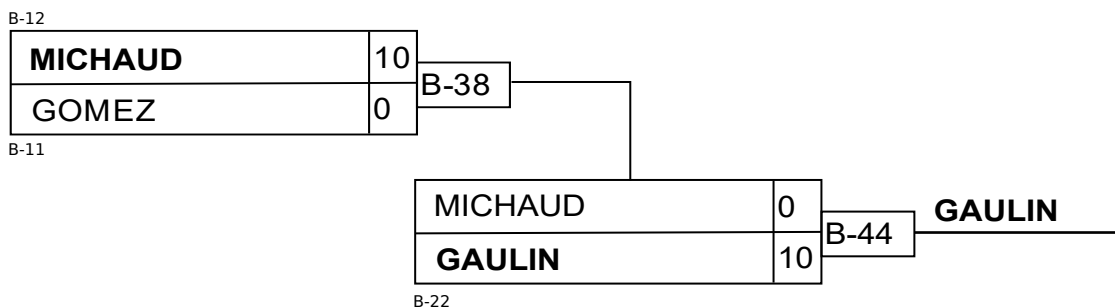 B-12
MICHAUD 10
B-38
GOMEZ 0
B-11
MICHAUD 0
GAULIN
B-44
GAULIN 10
B-22